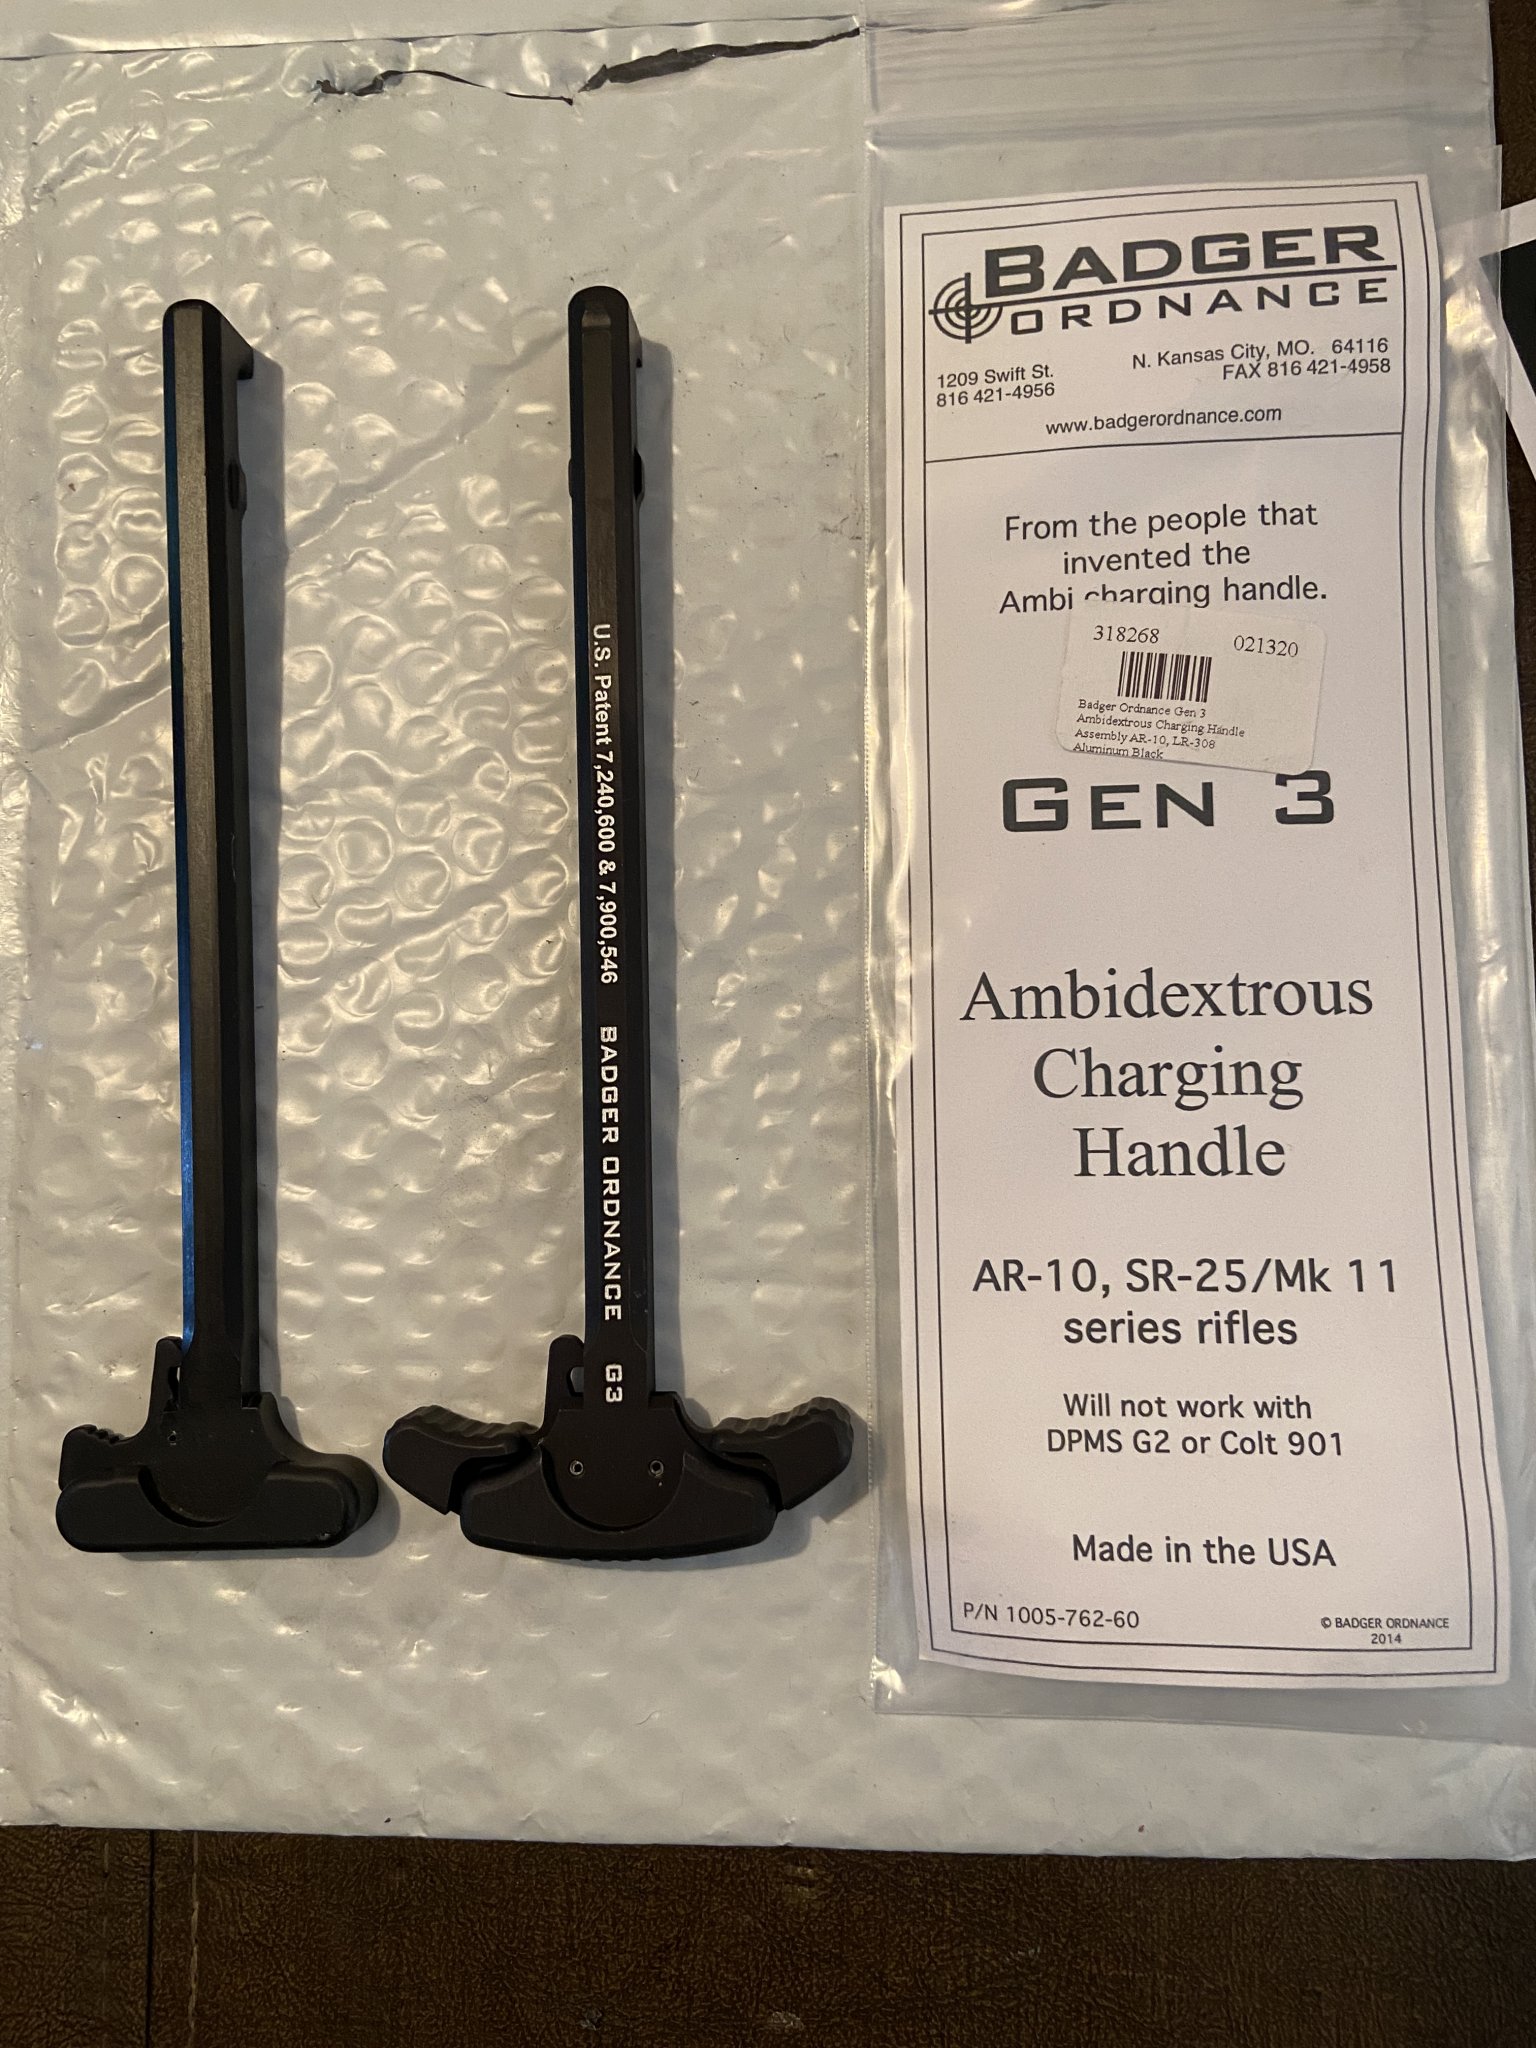 U.S. Patent 7,240,600 & 7,900,546 BADGER ORDNANCE G3
BADGER
ORDNANCE
1209 Swift St. N. Kansas City, MO. 64116
816 421-4956 FAX 816 421-4958
www.badgerordnance.com
From the people that
invented the
Ambi charging handle.
318268 021320
Badger Ordnance Gen 3
Ambidextrous Charging Handle
Assembly AR-10, LR-308
Aluminum Black
GEN 3
Ambidextrous
Charging
Handle
AR-10, SR-25/Mk 11
series rifles
Will not work with
DPMS G2 or Colt 901
Made in the USA
P/N 1005-762-60
© BADGER ORDNANCE
2014